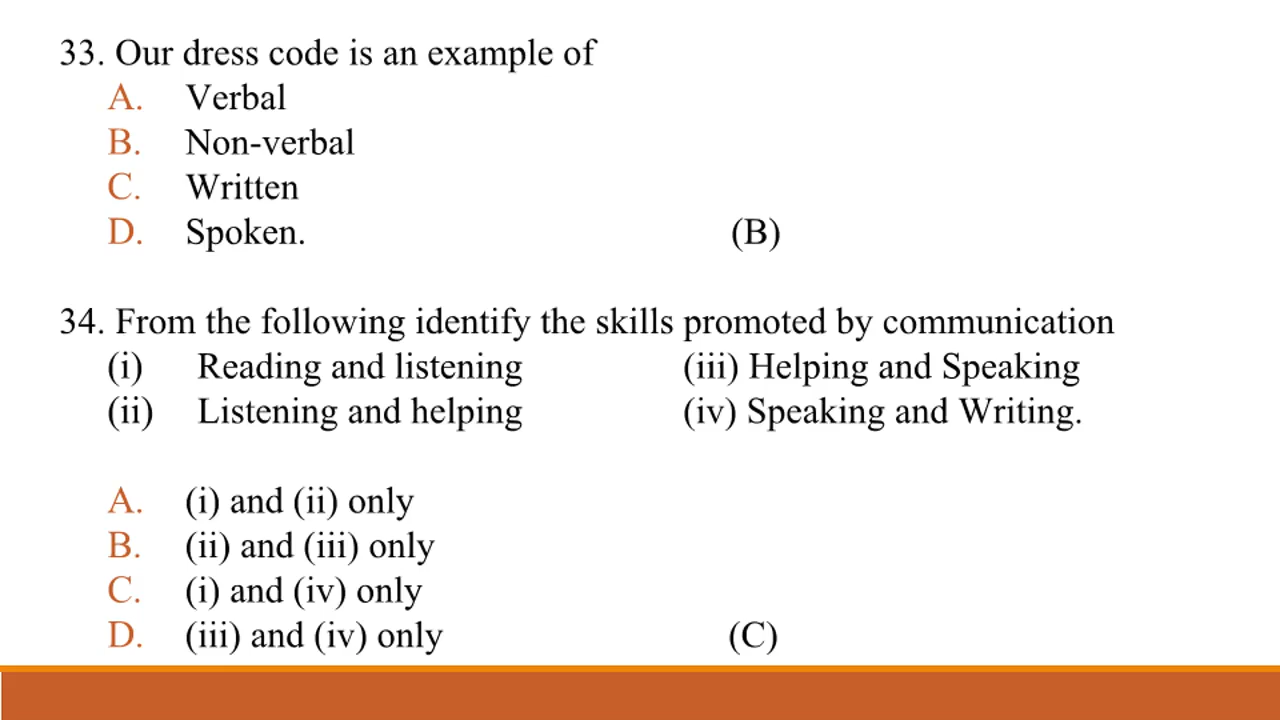 33. Our dress code is an example of
A. Verbal
B. Non-verbal
C. Written
D. Spoken. (B)
34. From the following identify the skills promoted by communication
(i) Reading and listening (iii) Helping and Speaking
(ii) Listening and helping (iv) Speaking and Writing.
A. (i) and (ii) only
B. (ii) and (iii) only
C. (i) and (iv) only
D. (iii) and (iv) only (C)